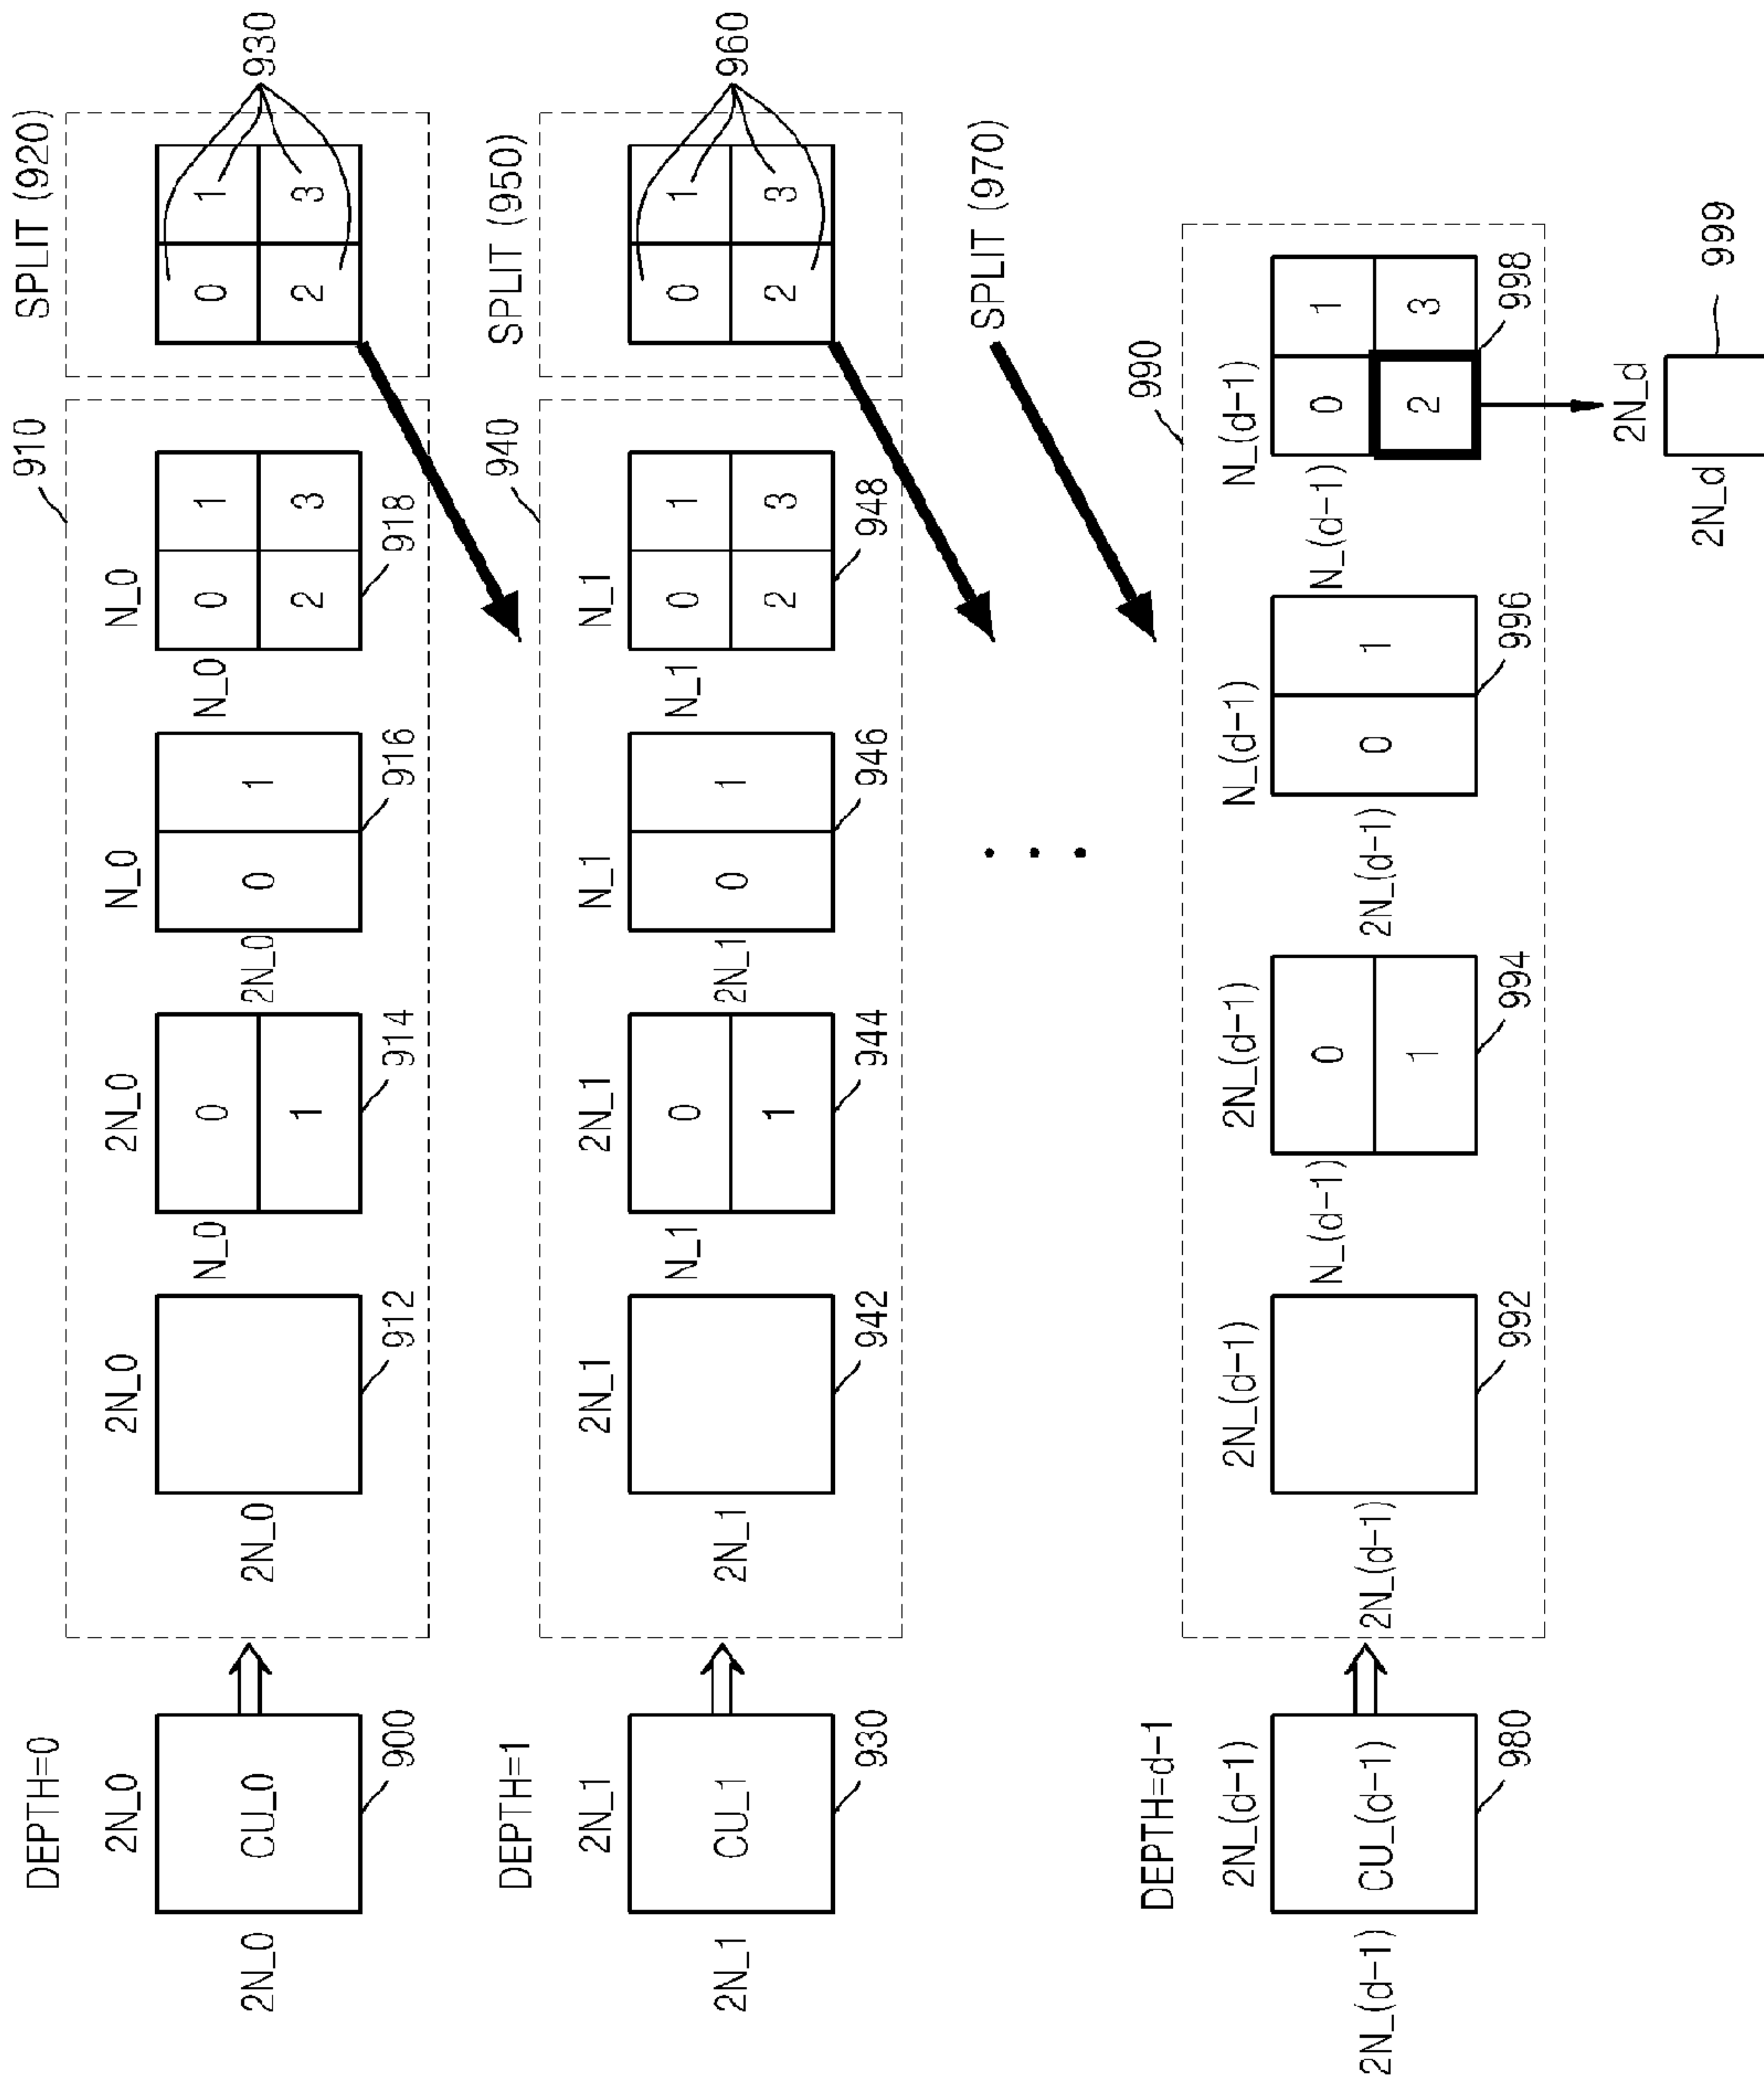 DEPTH=0
2N_0
2N_0
CU_0
900
910
2N_0
2N_0
912
2N_0
N_0
0
1
914
N_0
2N_0
0
1
916
N_0
N_0
0
1
2
3
918
SPLIT (920)
0
1
2
3
930
DEPTH=1
2N_1
2N_1
CU_1
930
940
2N_1
2N_1
942
2N_1
N_1
0
1
944
N_1
2N_1
0
1
946
N_1
N_1
0
1
2
3
948
SPLIT (950)
0
1
2
3
960
SPLIT (970)
DEPTH=d-1
2N_(d-1)
2N_(d-1)
CU_(d-1)
980
990
2N_(d-1)
2N_(d-1)
992
2N_(d-1)
N_(d-1)
0
1
994
N_(d-1)
2N_(d-1)
0
1
996
N_(d-1)
N_(d-1)
0
1
2
3
998
2N_d
2N_d
999